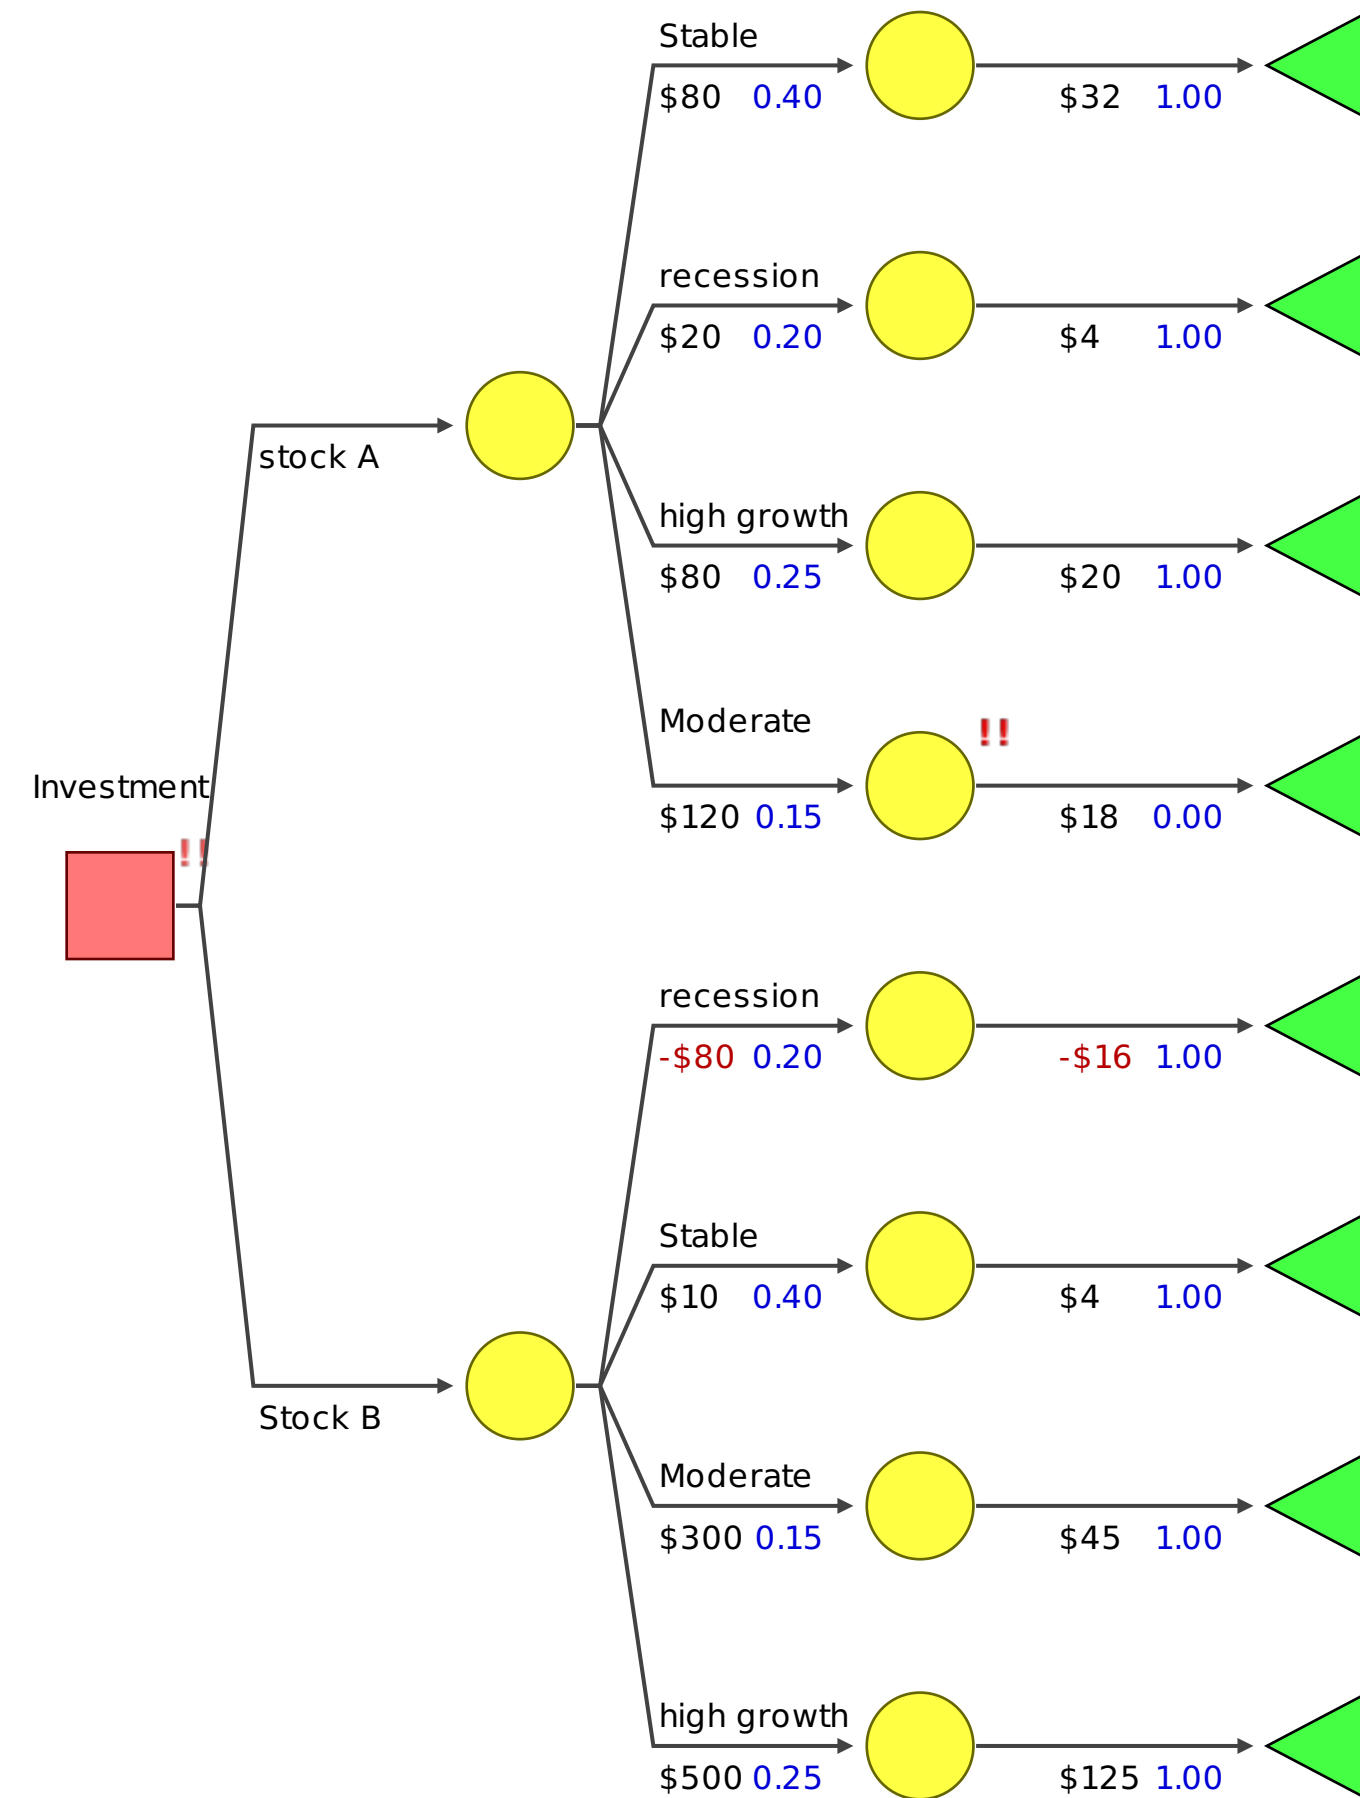 Stable
$80 0.40 $32 1.00
recession
$20 0.20 $4 1.00
stock A
high growth
$80 0.25 $20 1.00
Moderate
!!
$120 0.15 $18 0.00
Investment
!!
recession
-$80 0.20 -$16 1.00
Stable
$10 0.40 $4 1.00
Stock B
Moderate
$300 0.15 $45 1.00
high growth
$500 0.25 $125 1.00